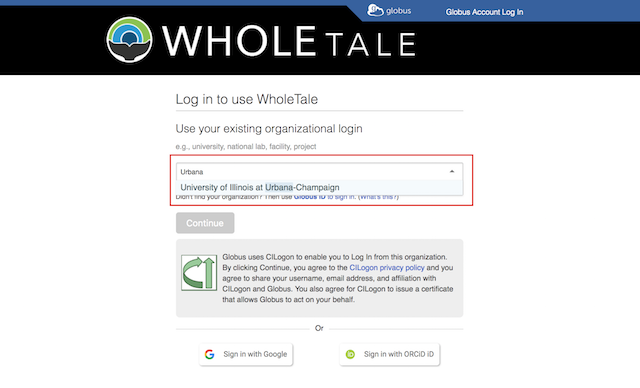 globus
Globus Account Log In
WHOLE TALE
Log in to use WholeTale
Use your existing organizational login
e.g., university, national lab, facility, project
Urbana
University of Illinois at Urbana-Champaign
Didn't find your organization? Then use Globus ID to sign in. (What's this?)
Continue
Globus uses CILogon to enable you to Log In from this organization.
By clicking Continue, you agree to the CILogon privacy policy and you
agree to share your username, email address, and affiliation with
CILogon and Globus. You also agree for CILogon to issue a certificate
that allows Globus to act on your behalf.
Or
Sign in with Google
iD Sign in with ORCiD iD